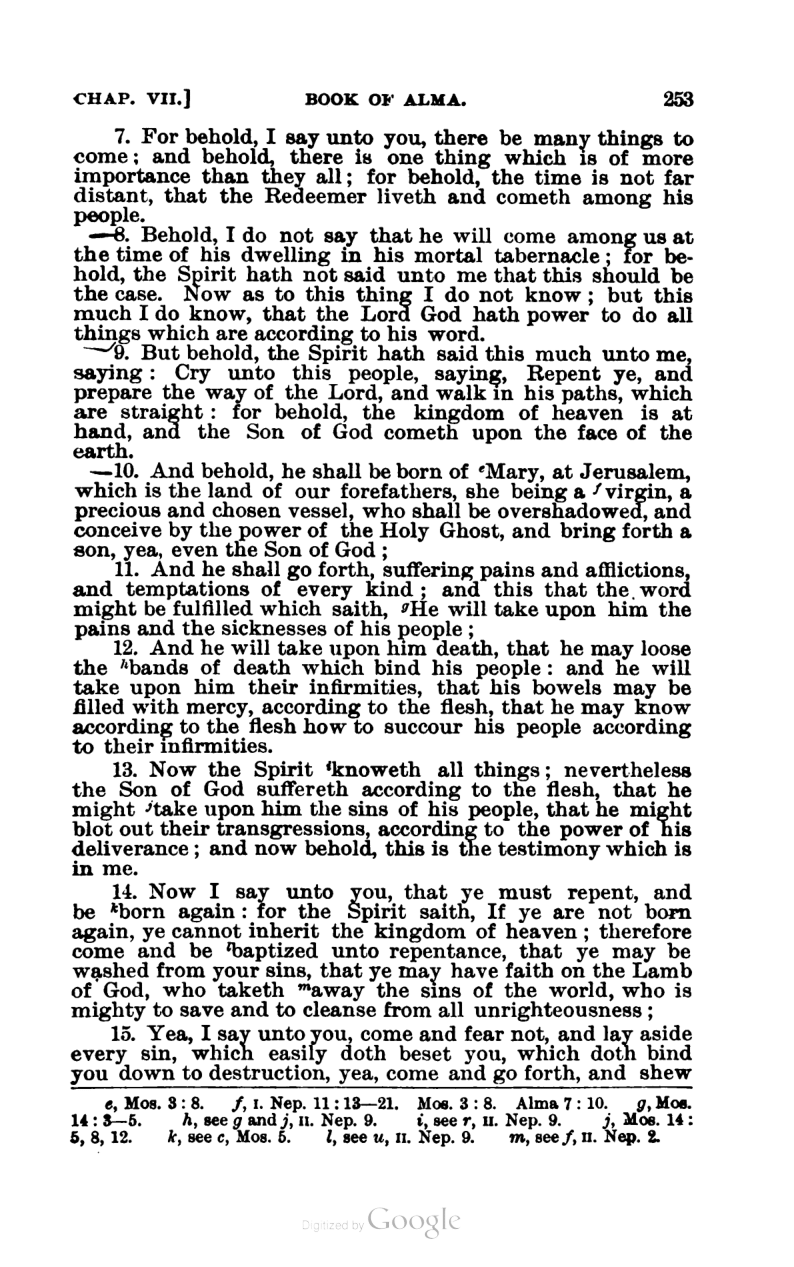 CHAP. VII.] BOOK OF ALMA. 253
7. For behold, I say unto you, there be many things to
come; and behold, there is one thing which is of more
importance than they all; for behold, the time is not far
distant, that the Redeemer liveth and cometh among his
people.
—8. Behold, I do not say that he will come among us at
the time of his dwelling in his mortal tabernacle; for be-
hold, the Spirit hath not said unto me that this should be
the case. Now as to this thing I do not know; but this
much I do know, that the Lord God hath power to do all
things which are according to his word.
—9. But behold, the Spirit hath said this much unto me,
saying: Cry unto this people, saying, Repent ye, and
prepare the way of the Lord, and walk in his paths, which
are straight: for behold, the kingdom of heaven is at
hand, and the Son of God cometh upon the face of the
earth.
—10. And behold, he shall be born of ᵉMary, at Jerusalem,
which is the land of our forefathers, she being a ᶠvirgin, a
precious and chosen vessel, who shall be overshadowed, and
conceive by the power of the Holy Ghost, and bring forth a
son, yea, even the Son of God;
11. And he shall go forth, suffering pains and afflictions,
and temptations of every kind; and this that the word
might be fulfilled which saith, ᵍHe will take upon him the
pains and the sicknesses of his people;
12. And he will take upon him death, that he may loose
the ʰbands of death which bind his people: and he will
take upon him their infirmities, that his bowels may be
filled with mercy, according to the flesh, that he may know
according to the flesh how to succour his people according
to their infirmities.
13. Now the Spirit ⁱknoweth all things; nevertheless
the Son of God suffereth according to the flesh, that he
might ʲtake upon him the sins of his people, that he might
blot out their transgressions, according to the power of his
deliverance; and now behold, this is the testimony which is
in me.
14. Now I say unto you, that ye must repent, and
be ᵏborn again: for the Spirit saith, If ye are not born
again, ye cannot inherit the kingdom of heaven; therefore
come and be ˡbaptized unto repentance, that ye may be
washed from your sins, that ye may have faith on the Lamb
of God, who taketh ᵐaway the sins of the world, who is
mighty to save and to cleanse from all unrighteousness;
15. Yea, I say unto you, come and fear not, and lay aside
every sin, which easily doth beset you, which doth bind
you down to destruction, yea, come and go forth, and shew
e, Mos. 3:8. f, I. Nep. 11:13—21. Mos. 3:8. Alma 7:10. g, Mos.
14:3—5. h, see g and j, II. Nep. 9. i, see r, II. Nep. 9. j, Mos. 14:
5, 8, 12. k, see c, Mos. 5. l, see u, II. Nep. 9. m, see f, II. Nep. 2.
Digitized by Google